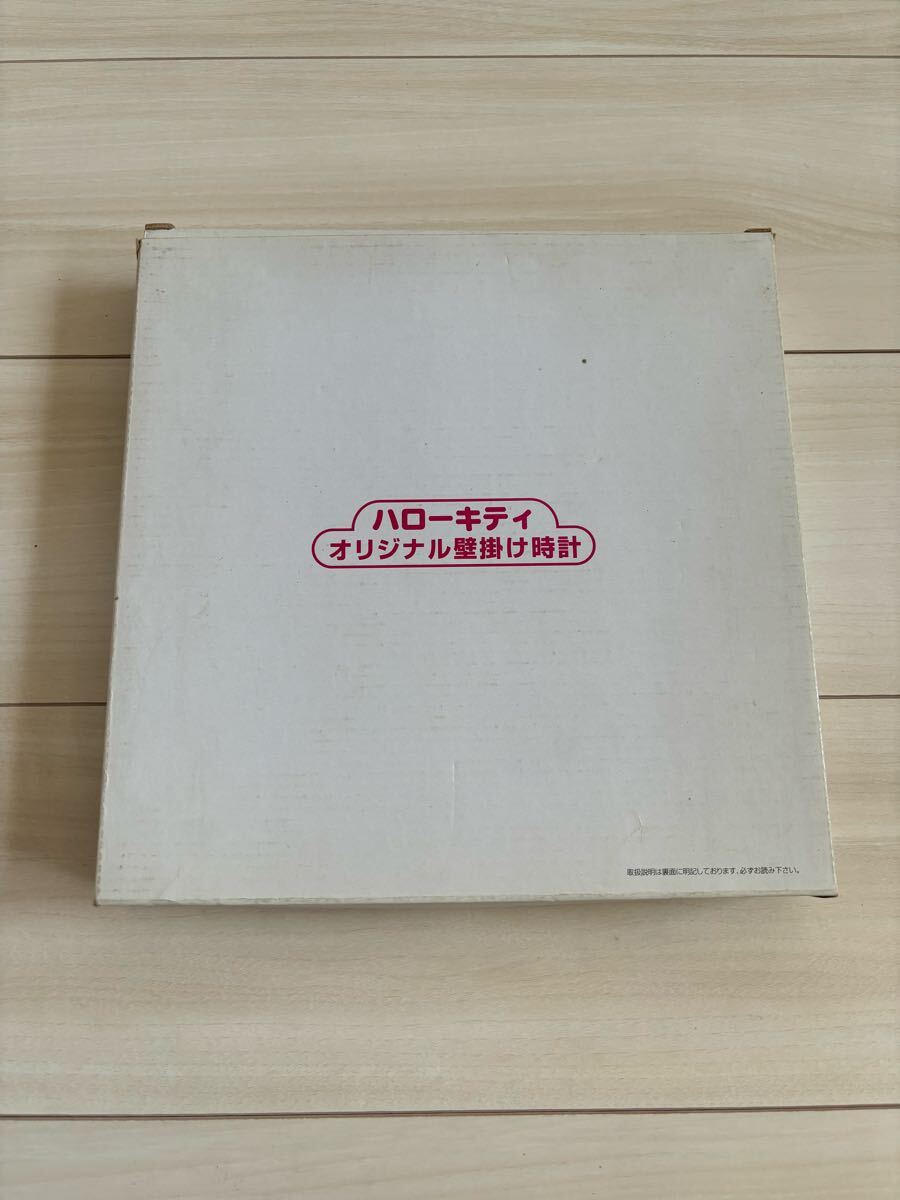 ハローキティ
オリジナル壁掛け時計
取扱説明は裏面に明記しております、必ずお読み下さい。